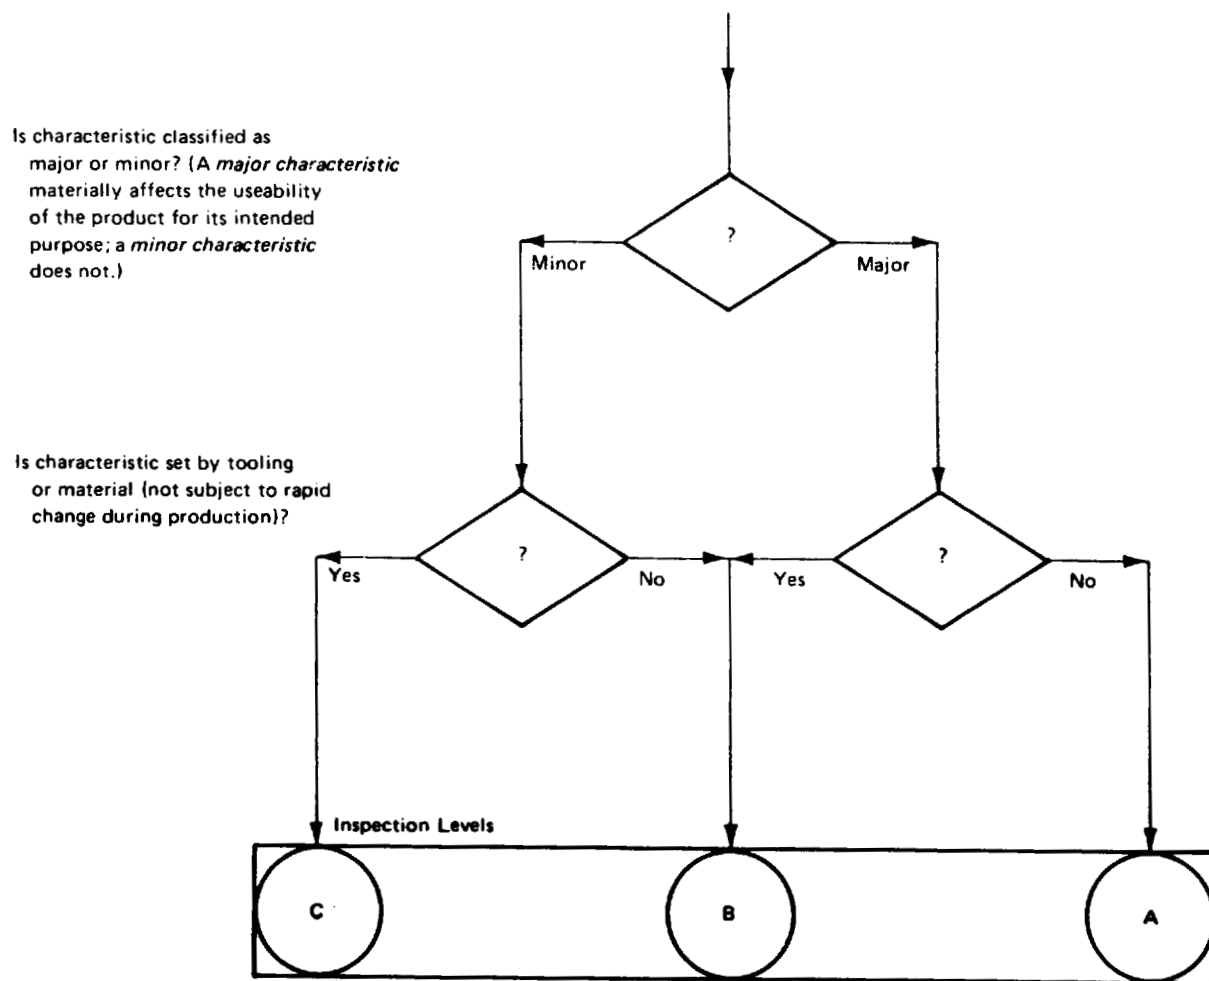 Is characteristic classified as
major or minor? (A major characteristic
materially affects the useability
of the product for its intended
purpose; a minor characteristic
does not.)
?
Minor
Major
Is characteristic set by tooling
or material (not subject to rapid
change during production)?
?
?
Yes
No
Yes
No
Inspection Levels
C
B
A